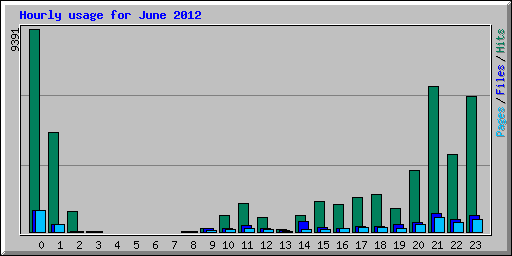 Hourly usage for June 2012
9391
Pages/Files/Hits
0 1 2 3 4 5 6 7 8 9 10 11 12 13 14 15 16 17 18 19 20 21 22 23